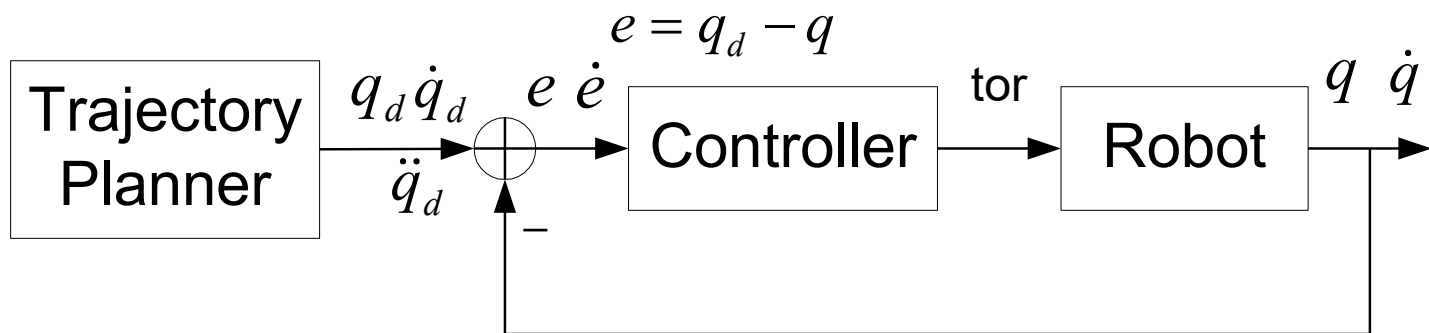 e = q_d − q
Trajectory
Planner
q_d q̇_d
q̈_d
e ė
−
Controller
tor
Robot
q q̇